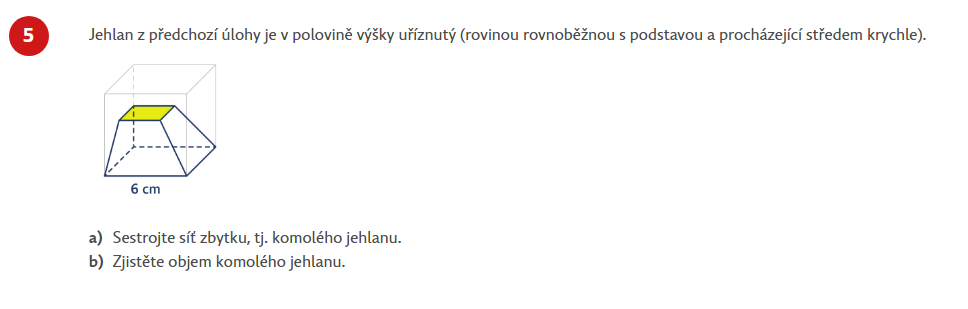 5
Jehlan z předchozí úlohy je v polovině výšky uříznutý (rovinou rovnoběžnou s podstavou a procházející středem krychle).
6 cm
a) Sestrojte síť zbytku, tj. komolého jehlanu.
b) Zjistěte objem komolého jehlanu.